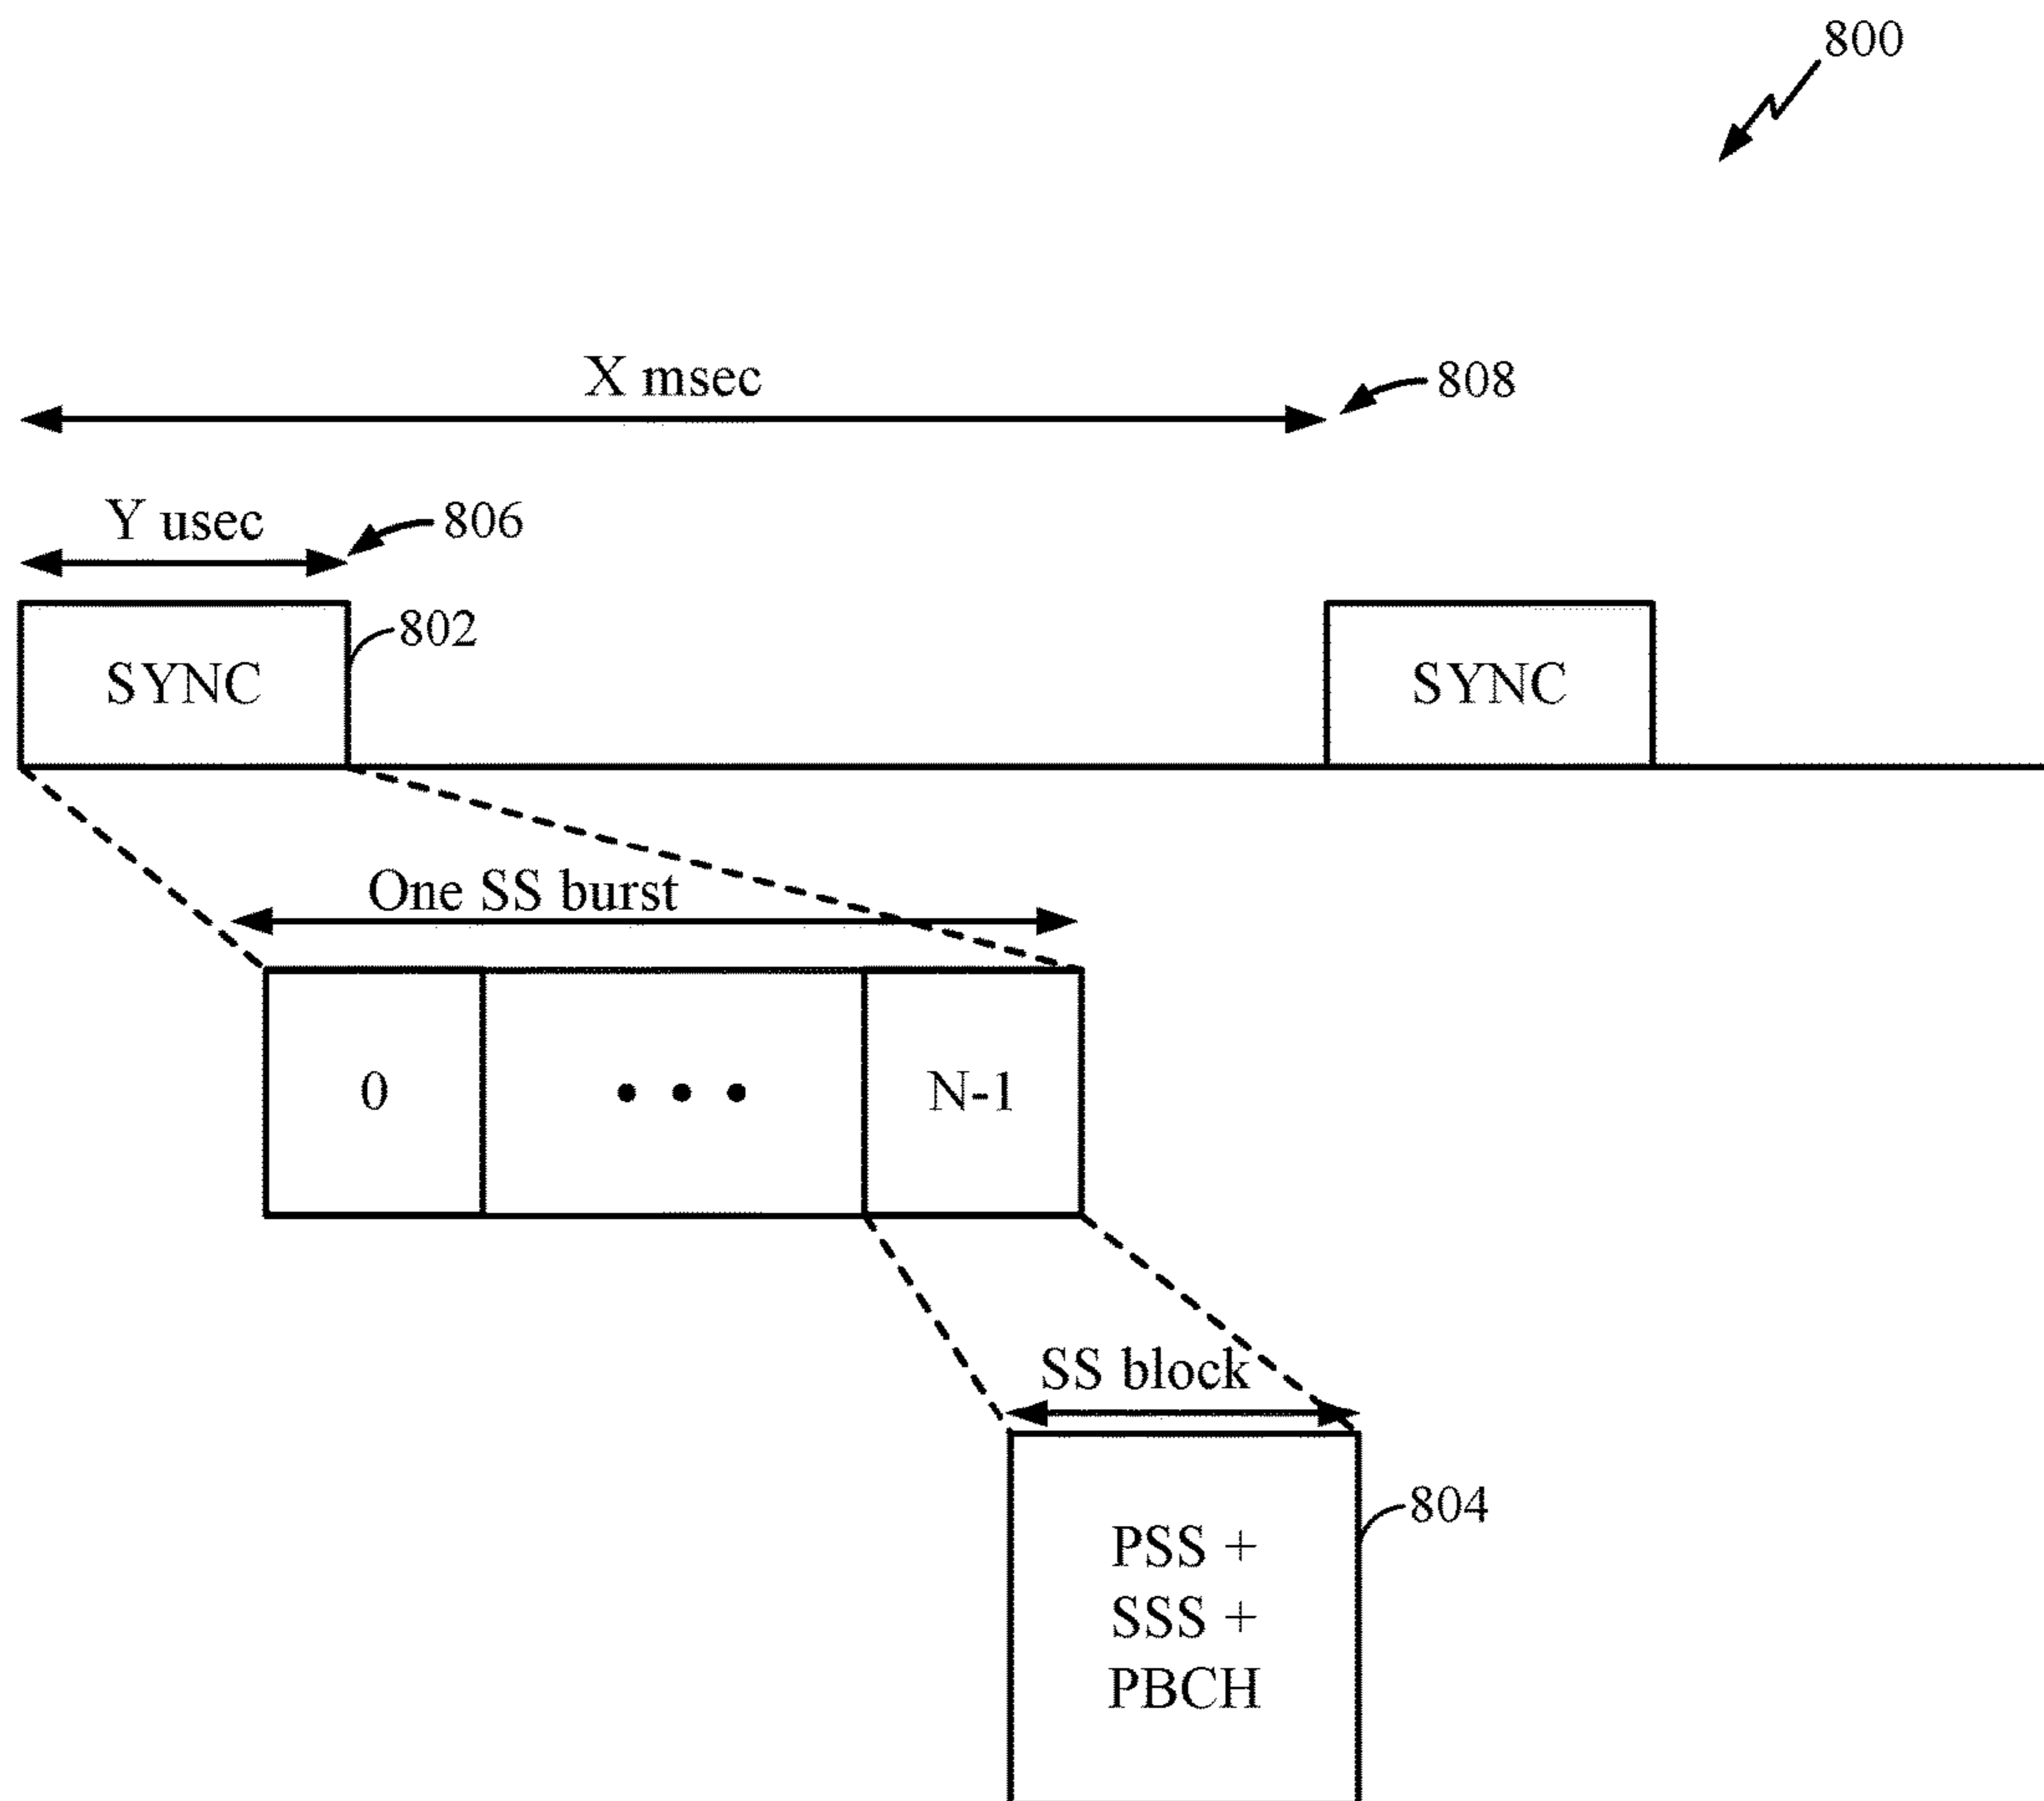 800
X msec
808
Y usec
806
802
SYNC
SYNC
One SS burst
0
N-1
SS block
804
PSS +
SSS +
PBCH